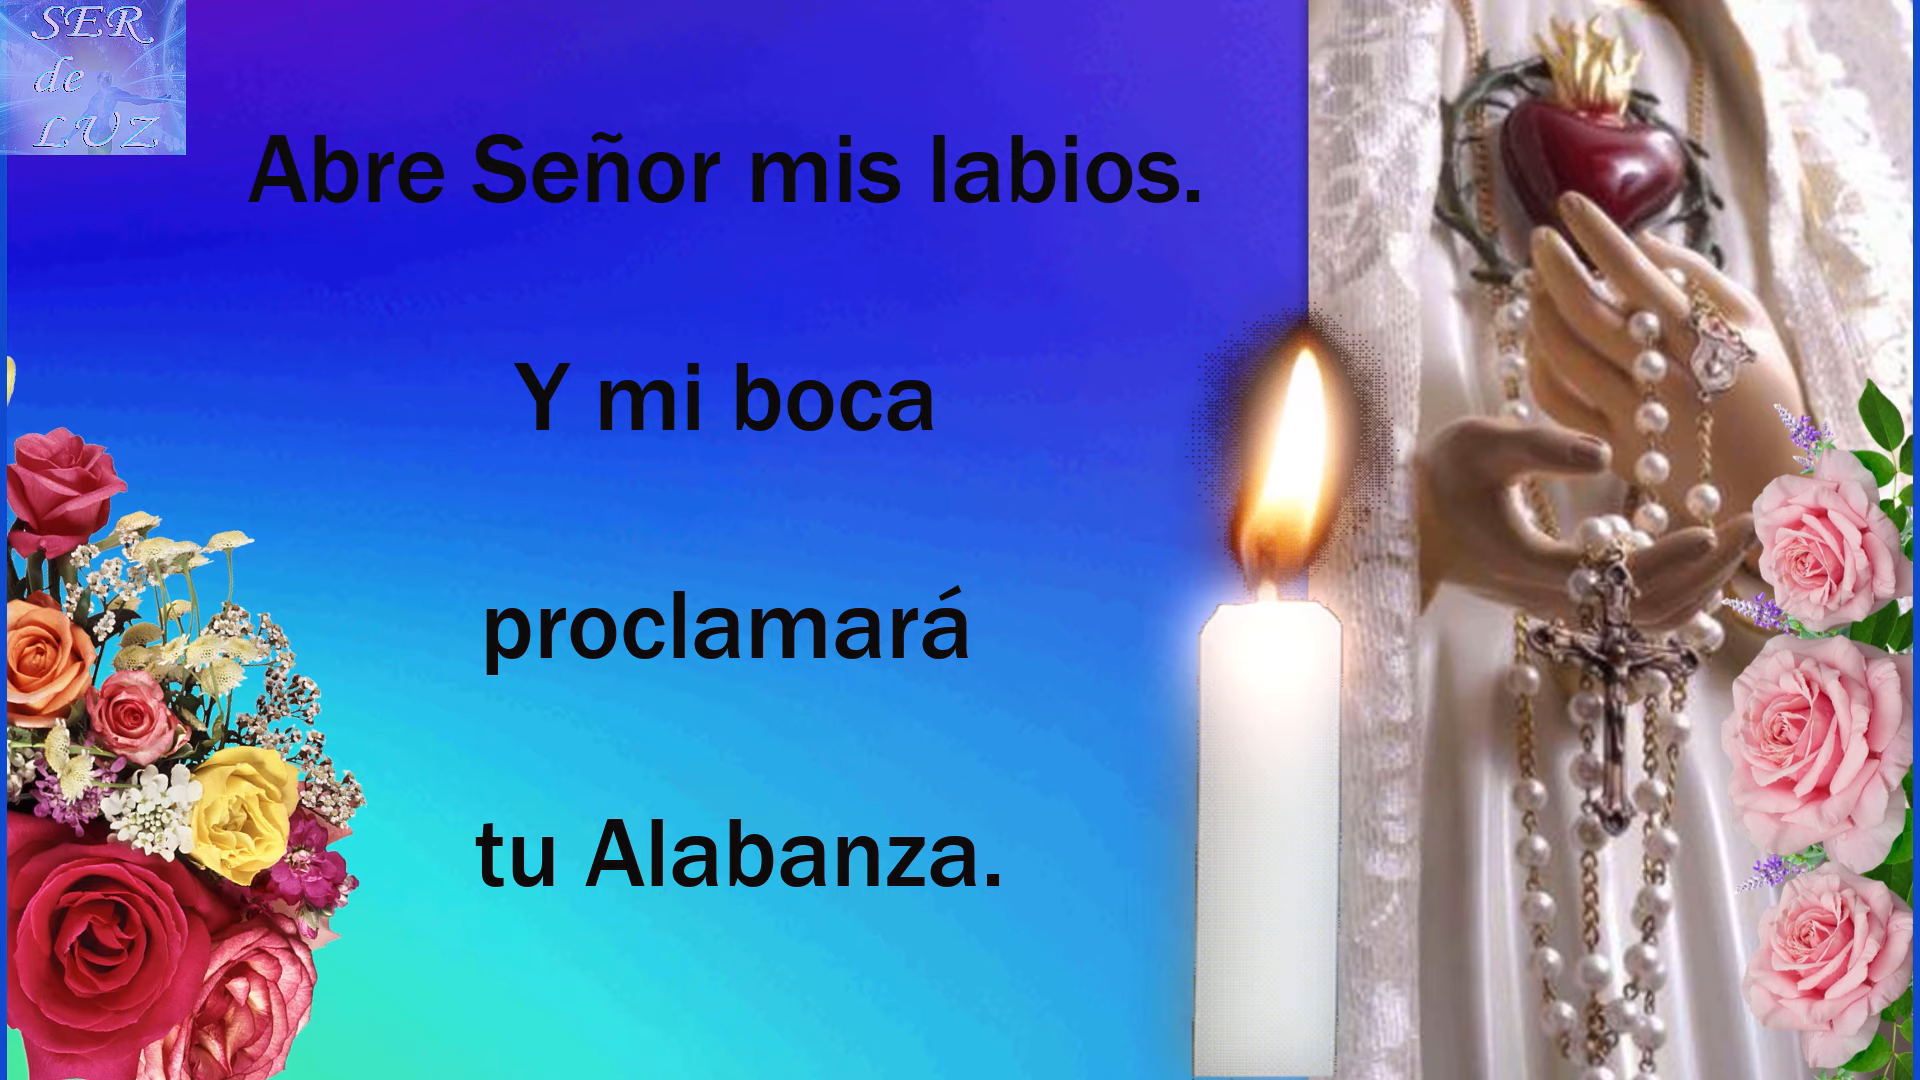 SER
de
LUZ
Abre Señor mis labios.
Y mi boca
proclamará
tu Alabanza.